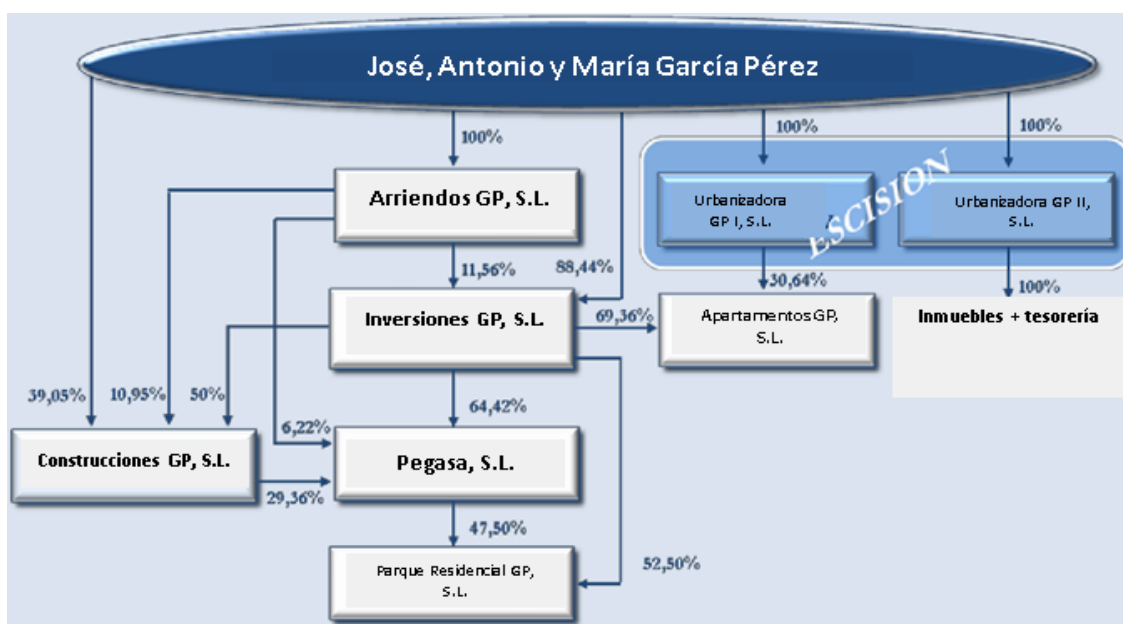 José, Antonio y María García Pérez
100%
100%
100%
Arriendos GP, S.L.
Urbanizadora
GP I, S.L.
ESCISION
Urbanizadora GP II,
S.L.
11,56%
88,44%
30,64%
100%
Inversiones GP, S.L.
69,36%
Apartamentos GP,
S.L.
Inmuebles + tesorería
39,05%
10,95%
50%
64,42%
6,22%
Construcciones GP, S.L.
Pegasa, S.L.
29,36%
47,50%
Parque Residencial GP,
S.L.
52,50%